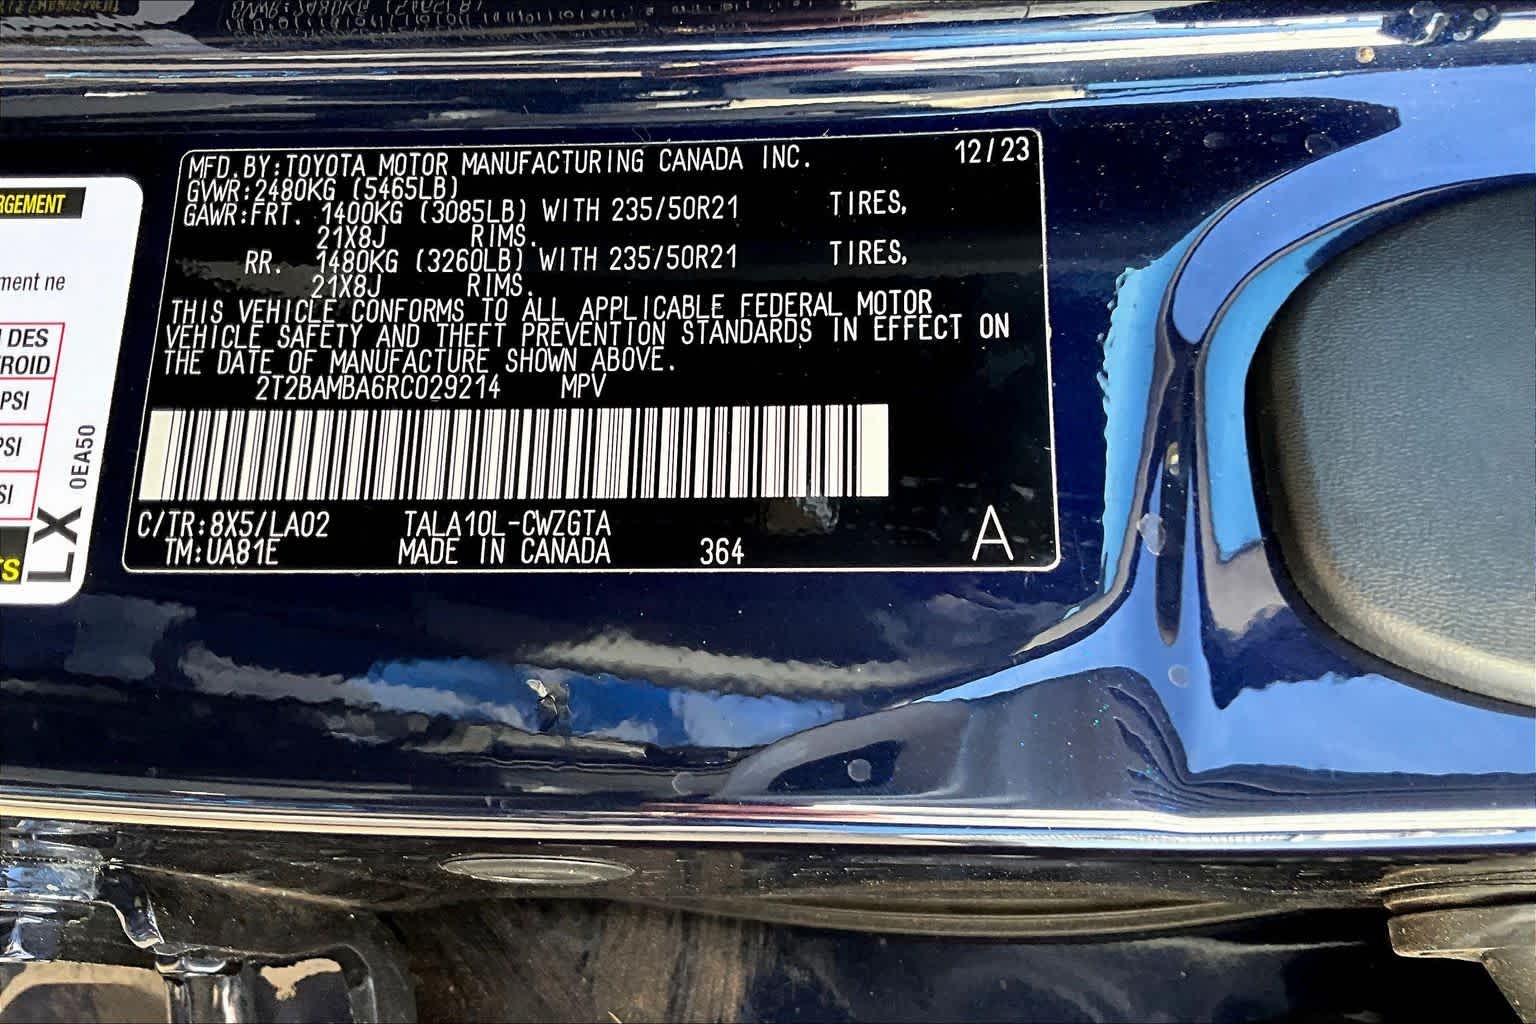 RGEMENT
ment ne
DES
ROID
PSI
PSI
SI
0EA50
LX
TS
MFD.BY:TOYOTA MOTOR MANUFACTURING CANADA INC. 12/23
GVWR:2480KG (5465LB)
GAWR:FRT. 1400KG (3085LB) WITH 235/50R21 TIRES,
21X8J RIMS.
RR. 1480KG (3260LB) WITH 235/50R21 TIRES,
21X8J RIMS.
THIS VEHICLE CONFORMS TO ALL APPLICABLE FEDERAL MOTOR
VEHICLE SAFETY AND THEFT PREVENTION STANDARDS IN EFFECT ON
THE DATE OF MANUFACTURE SHOWN ABOVE.
2T2BAMBA6RC029214 MPV
C/TR:8X5/LA02 TALA10L-CWZGTA
TM:UA81E MADE IN CANADA 364 A